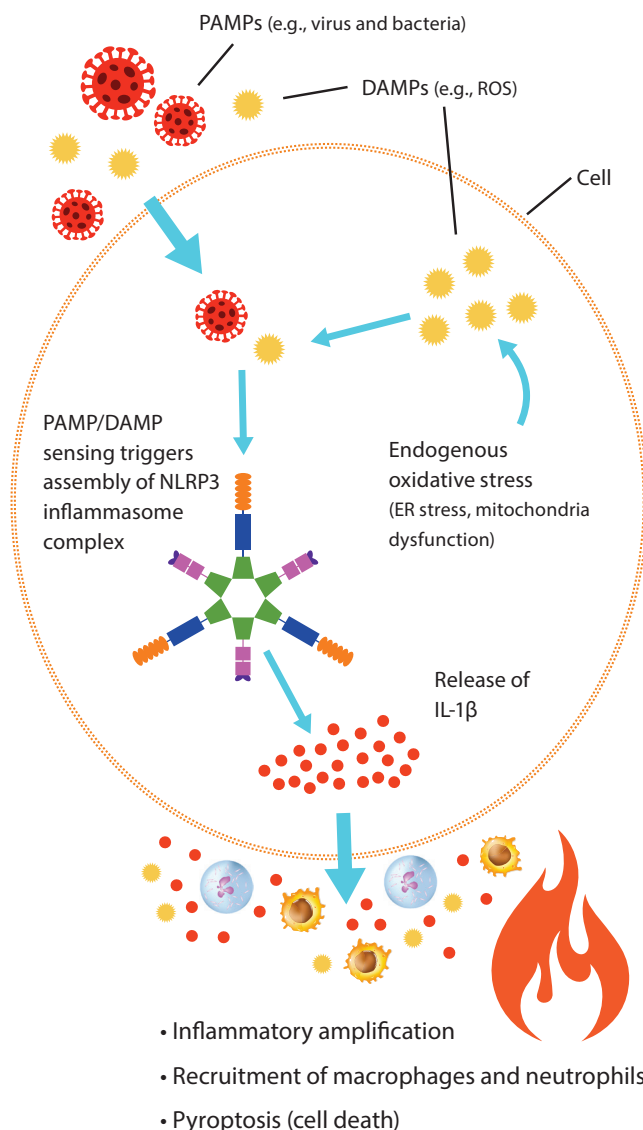 PAMPs (e.g., virus and bacteria)
DAMPs (e.g., ROS)
Cell
PAMP/DAMP
sensing triggers
assembly of NLRP3
inflammasome
complex
Endogenous
oxidative stress
(ER stress, mitochondria
dysfunction)
Release of
IL-1β
• Inflammatory amplification
• Recruitment of macrophages and neutrophils
• Pyroptosis (cell death)